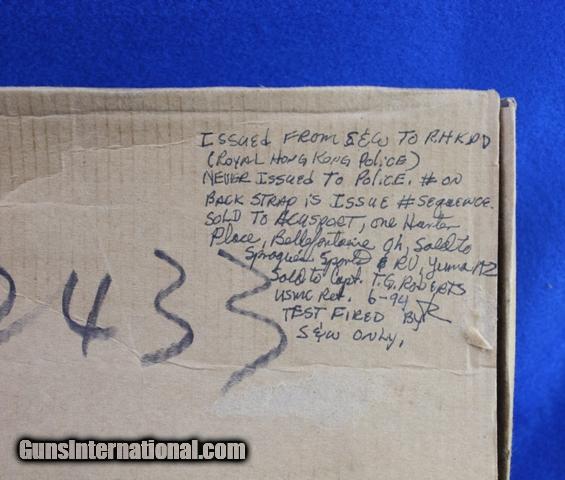 ISSUED FROM S&W TO RHKPD
(ROYAL HONG KONG POLICE)
NEVER ISSUED TO POLICE. # ON
BACK STRAP IS ISSUE # SEQUENCE.
SOLD TO ACUSPORT, one Hunter
Place, Bellefontaine Oh, Sold to
Sprague's Sports & RV, Yuma AZ
Sold to Capt. T.G. ROBERTS
USMC Ret. 6-94
TEST FIRED By
S&W ONLY.
433
GunsInternational.com